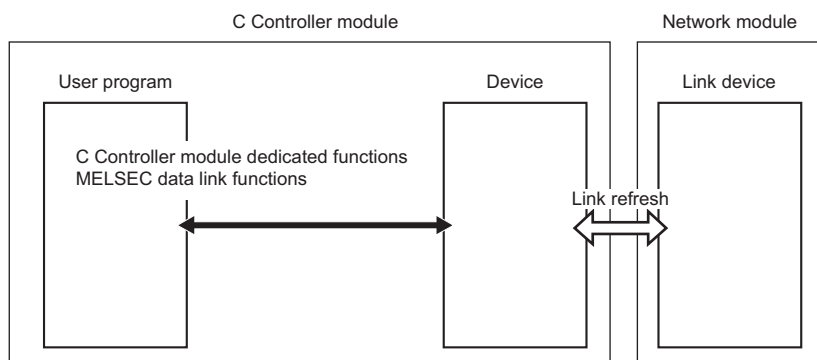 C Controller module
Network module
User program
Device
Link device
C Controller module dedicated functions
MELSEC data link functions
Link refresh